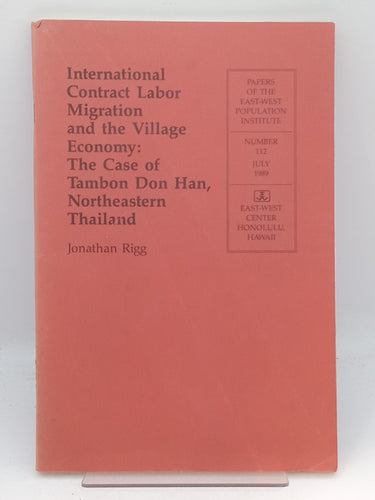 International
Contract Labor
Migration
and the Village
Economy:
The Case of
Tambon Don Han,
Northeastern
Thailand
Jonathan Rigg
PAPERS
OF THE
EAST-WEST
POPULATION
INSTITUTE
NUMBER
112
JULY
1989
EAST-WEST
CENTER
HONOLULU,
HAWAII